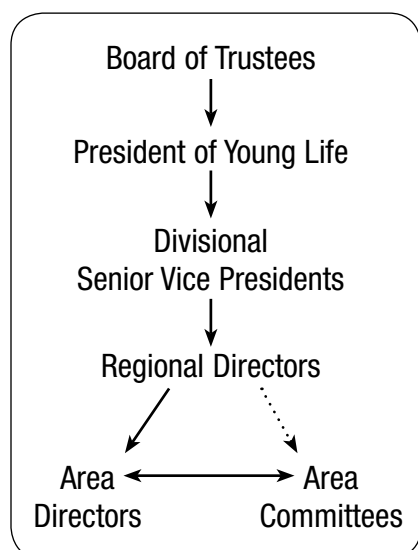 Board of Trustees
President of Young Life
Divisional
Senior Vice Presidents
Regional Directors
Area
Directors
Area
Committees